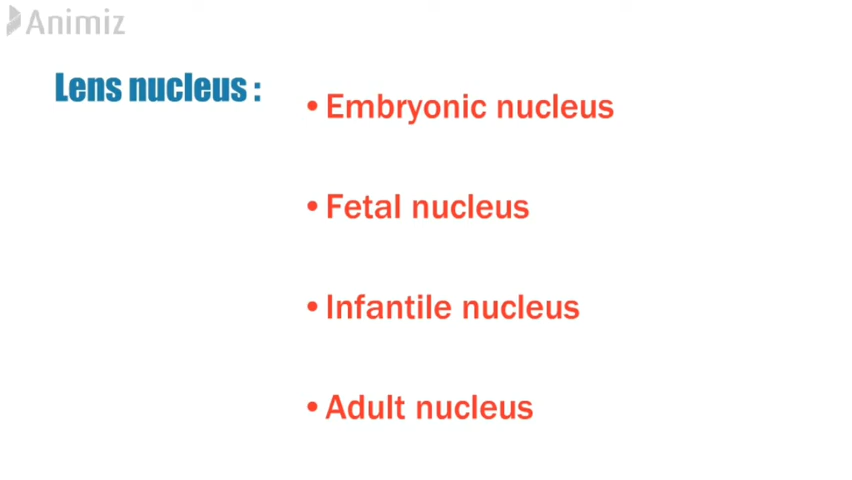 Animiz
Lens nucleus :
• Embryonic nucleus
• Fetal nucleus
• Infantile nucleus
• Adult nucleus